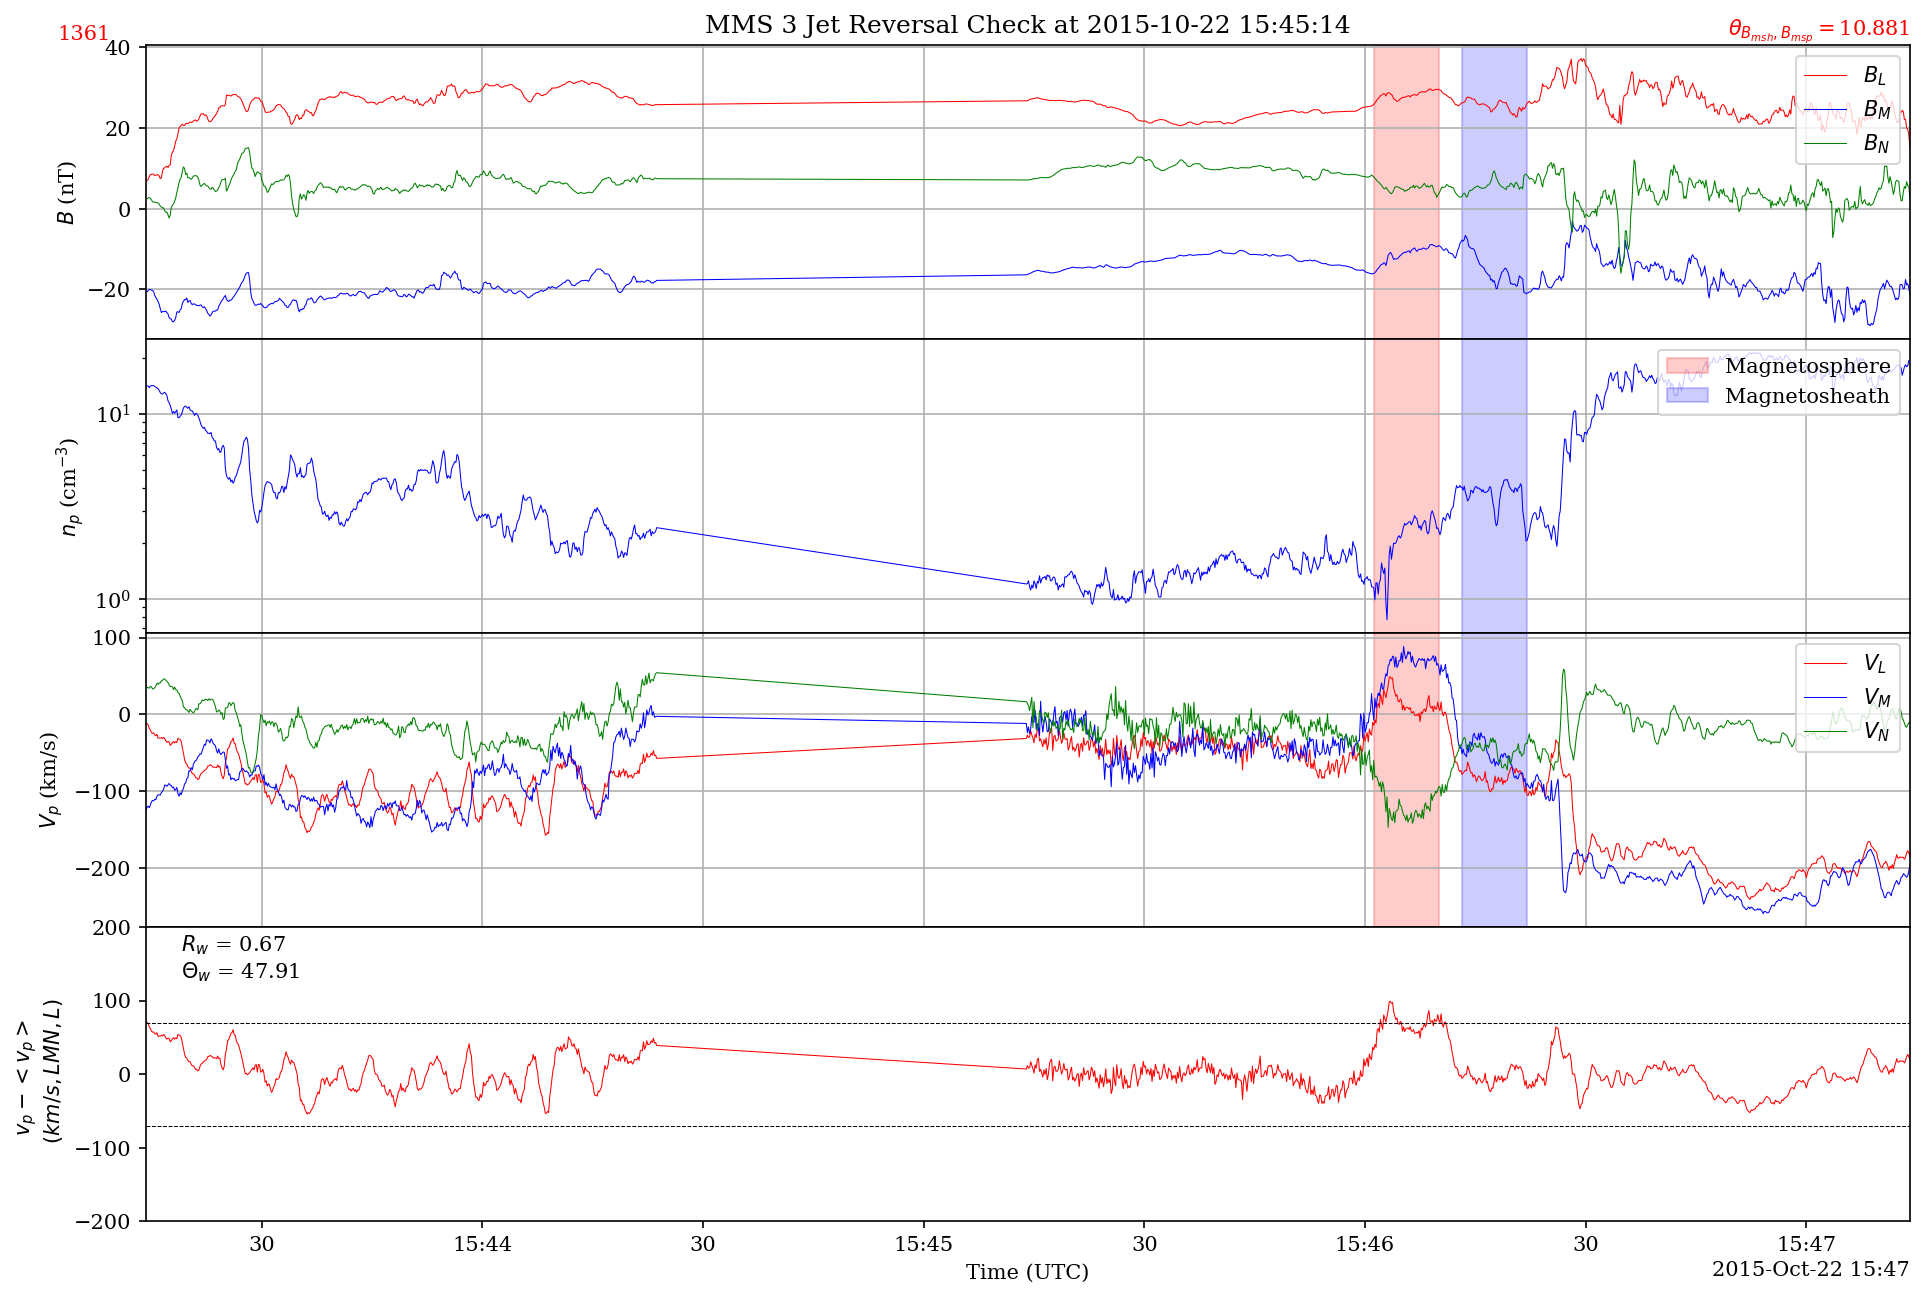 MMS 3 Jet Reversal Check at 2015-10-22 15:45:14
1361
θ_{B_{msh}, B_{msp}} = 10.881
40
20
0
−20
B (nT)
B_L
B_M
B_N
10^1
10^0
n_p (cm^{−3})
Magnetosphere
Magnetosheath
100
0
−100
−200
V_p (km/s)
V_L
V_M
V_N
200
100
0
−100
−200
v_p − <v_p>
(km/s, LMN, L)
R_w = 0.67
Θ_w = 47.91
30 15:44 30 15:45 30 15:46 30 15:47
Time (UTC)
2015-Oct-22 15:47